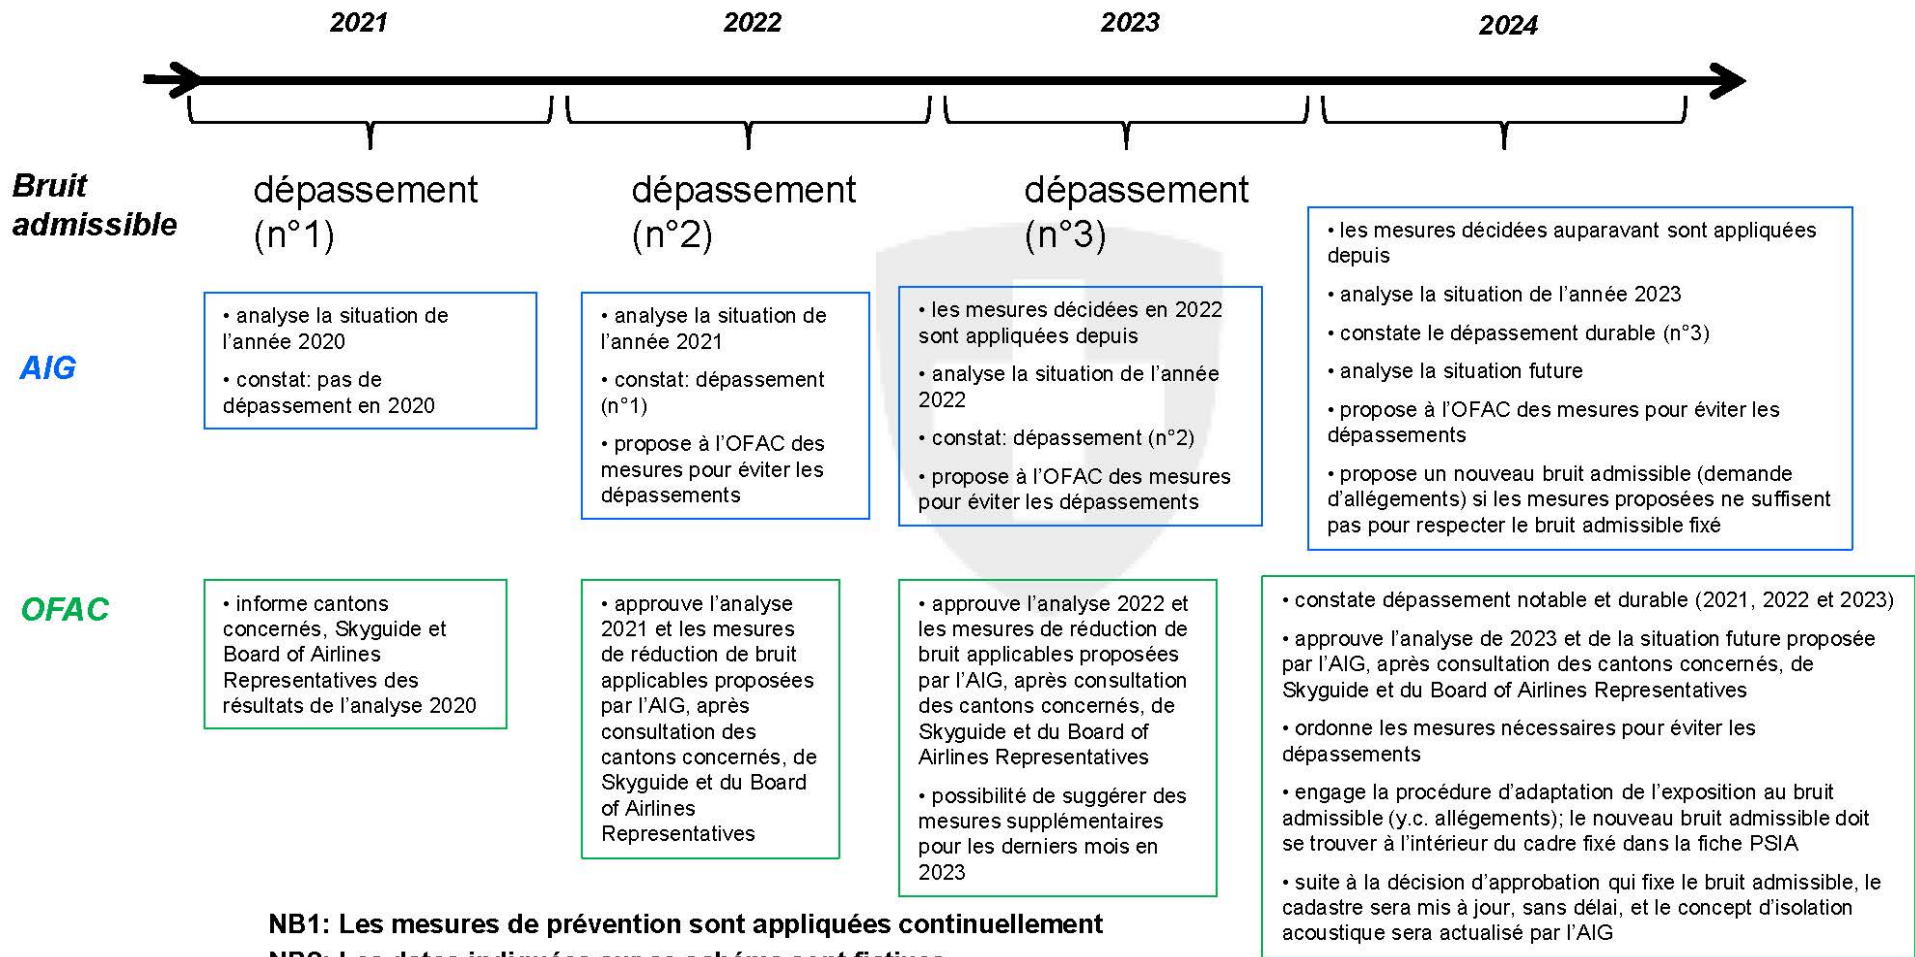 2021
2022
2023
2024
Bruit
admissible
dépassement
(n°1)
dépassement
(n°2)
dépassement
(n°3)
AIG
• analyse la situation de
l’année 2020
• constat: pas de
dépassement en 2020
• analyse la situation de
l’année 2021
• constat: dépassement
(n°1)
• propose à l’OFAC des
mesures pour éviter les
dépassements
• les mesures décidées en 2022
sont appliquées depuis
• analyse la situation de l’année
2022
• constat: dépassement (n°2)
• propose à l’OFAC des mesures
pour éviter les dépassements
• les mesures décidées auparavant sont appliquées
depuis
• analyse la situation de l’année 2023
• constate le dépassement durable (n°3)
• analyse la situation future
• propose à l’OFAC des mesures pour éviter les
dépassements
• propose un nouveau bruit admissible (demande
d’allégements) si les mesures proposées ne suffisent
pas pour respecter le bruit admissible fixé
OFAC
• informe cantons
concernés, Skyguide et
Board of Airlines
Representatives des
résultats de l’analyse 2020
• approuve l’analyse
2021 et les mesures
de réduction de bruit
applicables proposées
par l’AIG, après
consultation des
cantons concernés, de
Skyguide et du Board
of Airlines
Representatives
• approuve l’analyse 2022 et
les mesures de réduction de
bruit applicables proposées
par l’AIG, après consultation
des cantons concernés, de
Skyguide et du Board of
Airlines Representatives
• possibilité de suggérer des
mesures supplémentaires
pour les derniers mois en
2023
• constate dépassement notable et durable (2021, 2022 et 2023)
• approuve l’analyse de 2023 et de la situation future proposée
par l’AIG, après consultation des cantons concernés, de
Skyguide et du Board of Airlines Representatives
• ordonne les mesures nécessaires pour éviter les
dépassements
• engage la procédure d’adaptation de l’exposition au bruit
admissible (y.c. allégements); le nouveau bruit admissible doit
se trouver à l’intérieur du cadre fixé dans la fiche PSIA
• suite à la décision d’approbation qui fixe le bruit admissible, le
cadastre sera mis à jour, sans délai, et le concept d’isolation
acoustique sera actualisé par l’AIG
NB1: Les mesures de prévention sont appliquées continuellement
NB2: Les dates indiquées sur ce schéma sont fictives